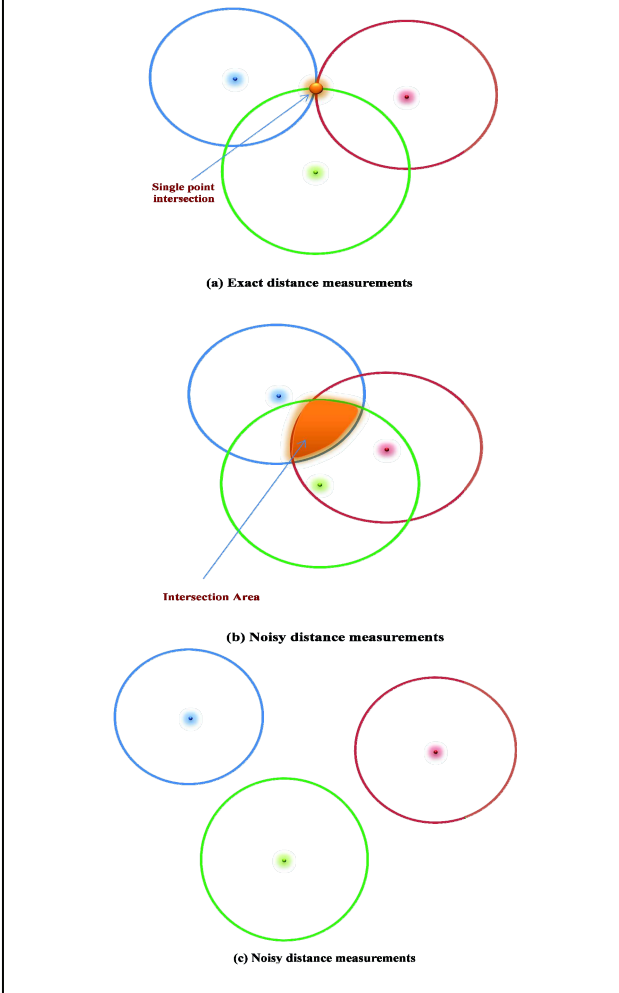 Single point
intersection
(a) Exact distance measurements
Intersection Area
(b) Noisy distance measurements
(c) Noisy distance measurements